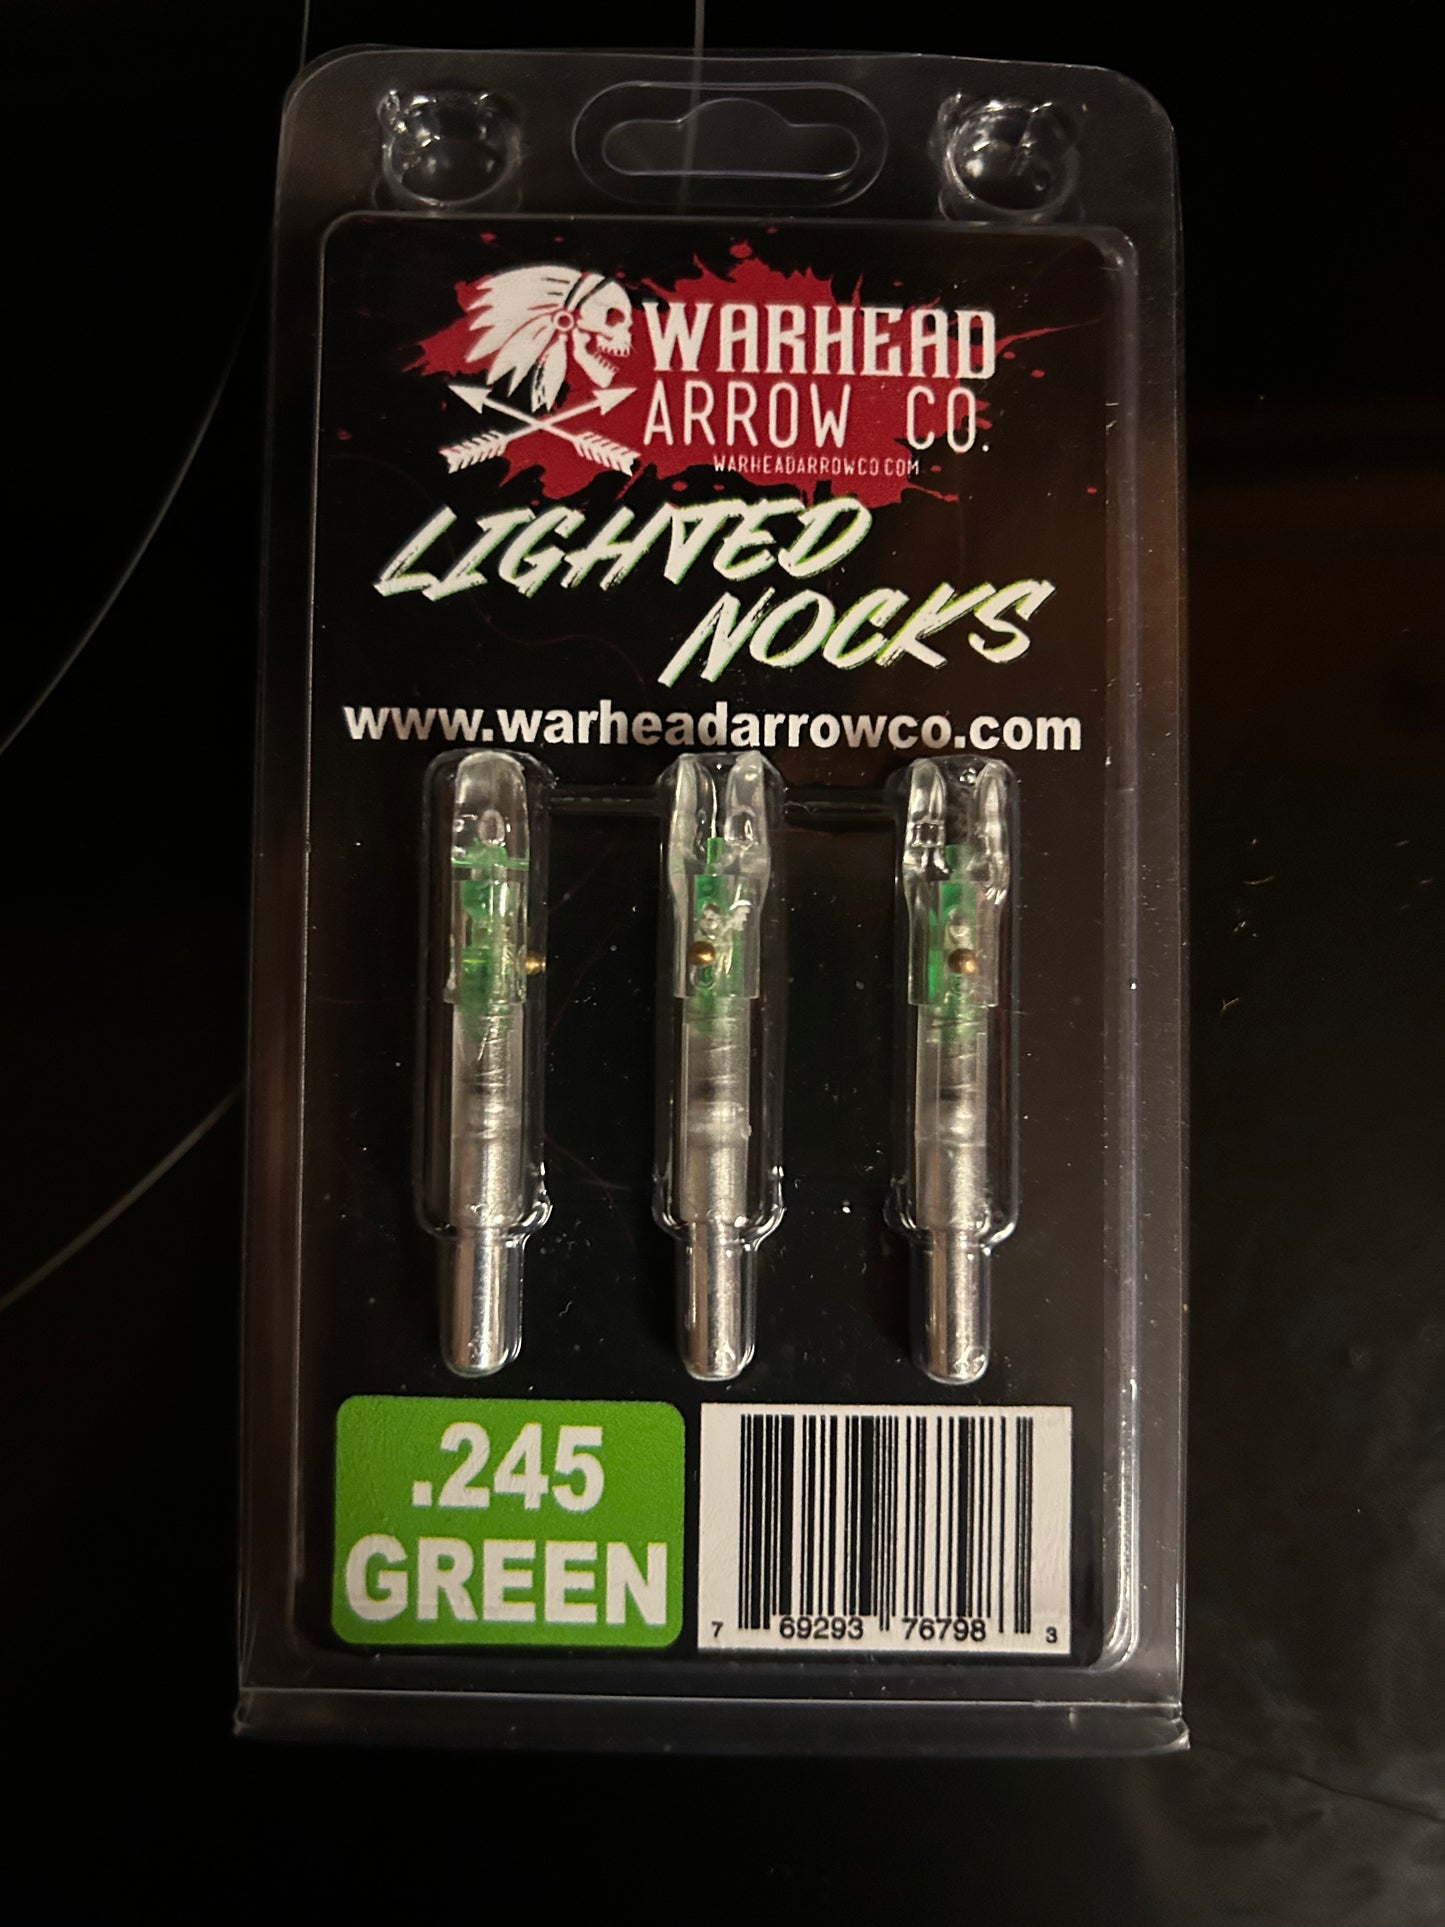 WARHEAD
ARROW CO.
WARHEADARROWCO.COM
LIGHTED
NOCKS
www.warheadarrowco.com
.245
GREEN
7 69293 76798 3